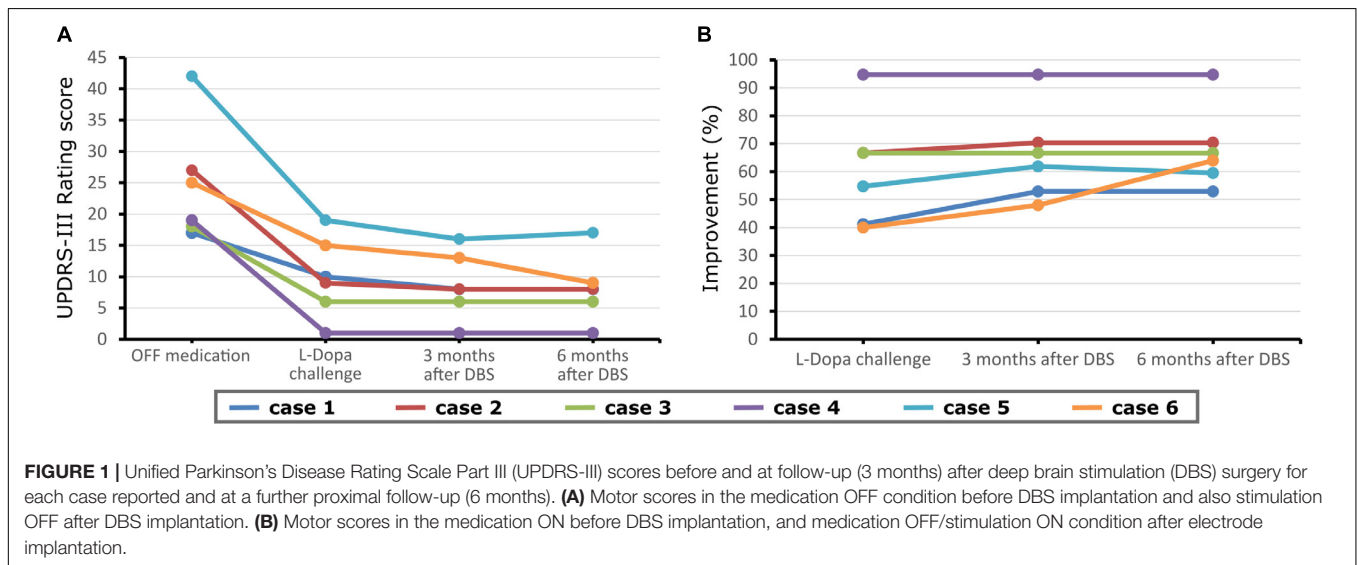 A
B
UPDRS-III Rating score
45
40
35
30
25
20
15
10
5
0
OFF medication
L-Dopa
challenge
3 months
after DBS
6 months
after DBS
Improvement (%)
100
90
80
70
60
50
40
30
20
10
0
L-Dopa challenge
3 months after DBS
6 months after DBS
case 1 case 2 case 3 case 4 case 5 case 6
FIGURE 1 | Unified Parkinson's Disease Rating Scale Part III (UPDRS-III) scores before and at follow-up (3 months) after deep brain stimulation (DBS) surgery for
each case reported and at a further proximal follow-up (6 months). (A) Motor scores in the medication OFF condition before DBS implantation and also stimulation
OFF after DBS implantation. (B) Motor scores in the medication ON before DBS implantation, and medication OFF/stimulation ON condition after electrode
implantation.